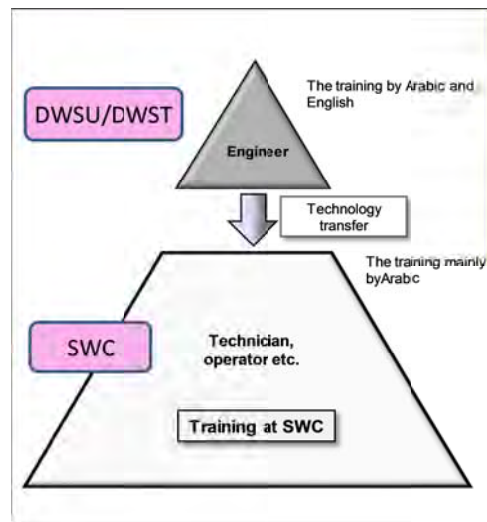 The training by Arabic and
English
DWSU/DWST
Engineer
Technology
transfer
The training mainly
byArabc
SWC
Technician,
operator etc.
Training at SWC